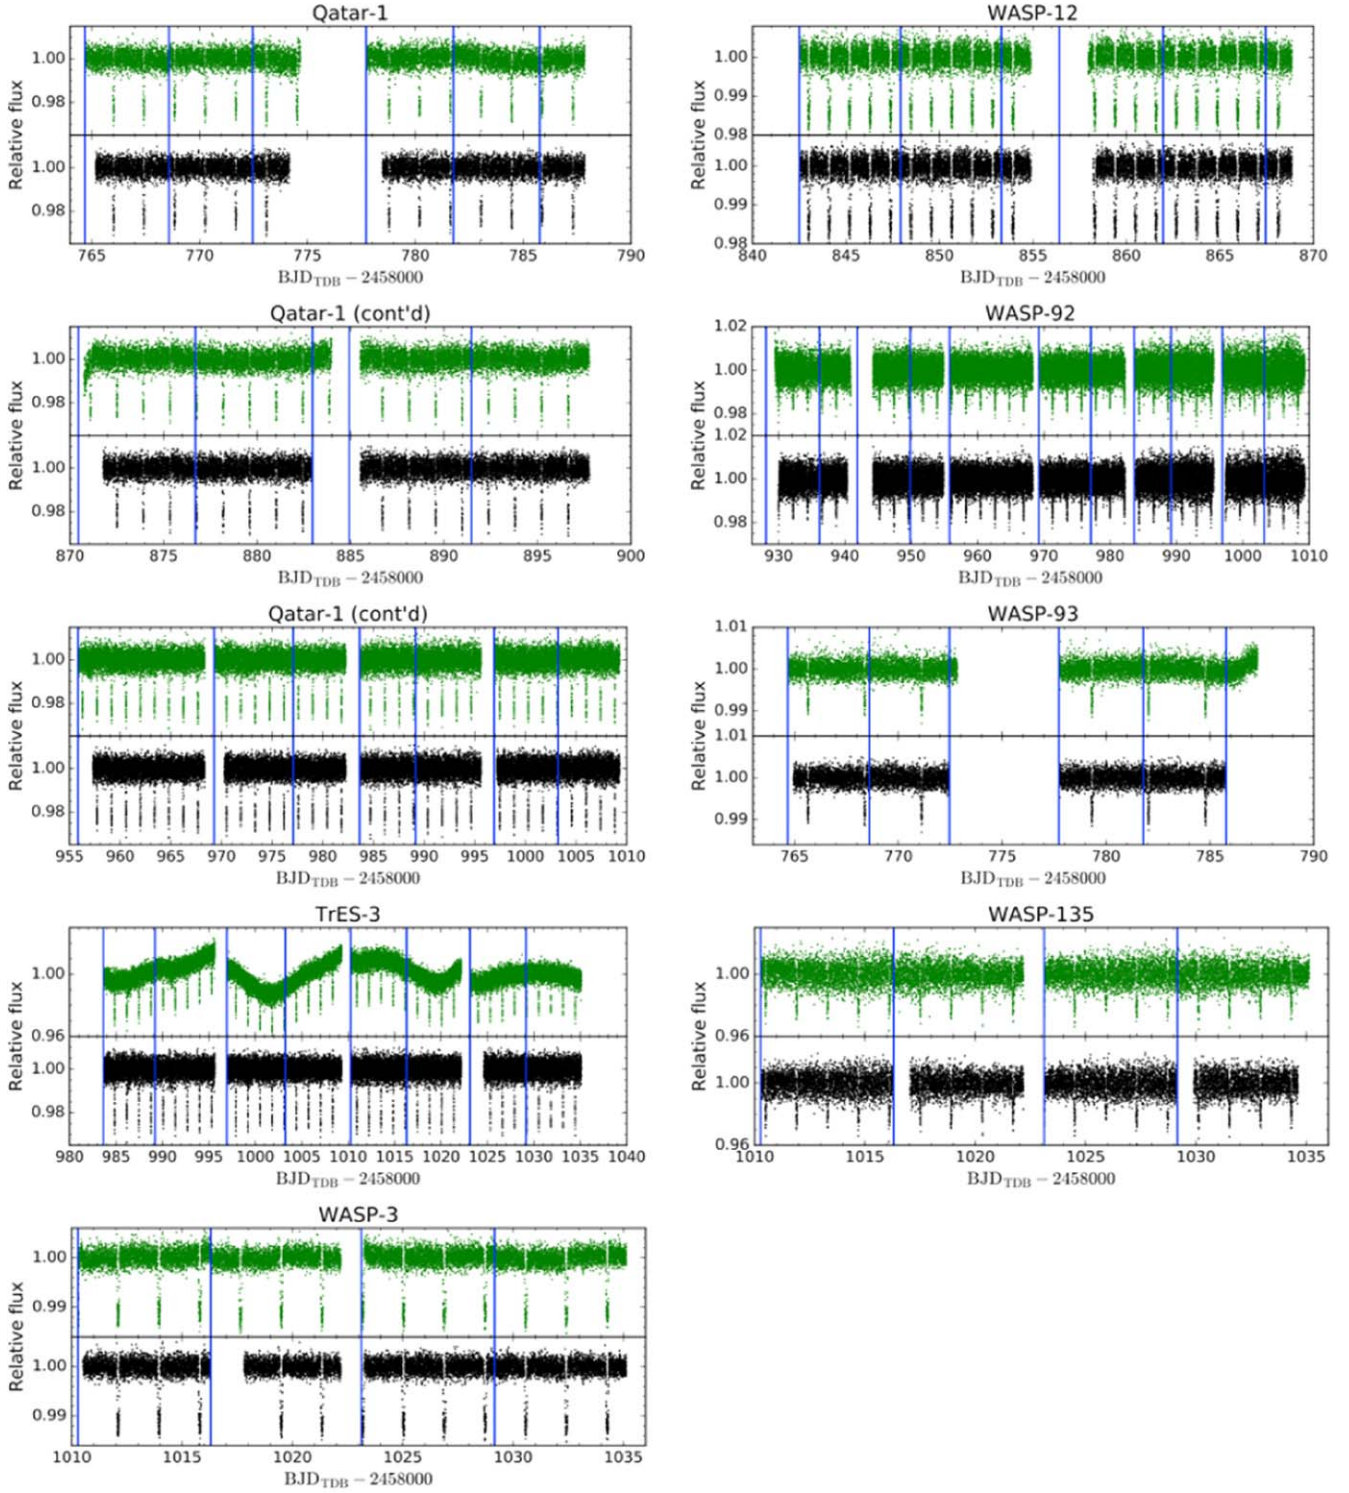 Qatar-1
Relative flux
1.00
0.98
Relative flux
1.00
0.98
765 770 775 780 785 790
BJD_TDB − 2458000
WASP-12
Relative flux
1.00
0.99
0.98
1.00
0.99
0.98
840 845 850 855 860 865 870
BJD_TDB − 2458000
Qatar-1 (cont'd)
Relative flux
1.00
0.98
Relative flux
1.00
0.98
870 875 880 885 890 895 900
BJD_TDB − 2458000
WASP-92
1.02
Relative flux
1.00
0.98
1.02
1.00
0.98
930 940 950 960 970 980 990 1000 1010
BJD_TDB − 2458000
Qatar-1 (cont'd)
Relative flux
1.00
0.98
1.00
0.98
955 960 965 970 975 980 985 990 995 1000 1005 1010
BJD_TDB − 2458000
WASP-93
1.01
Relative flux
1.00
0.99
1.01
1.00
0.99
765 770 775 780 785 790
BJD_TDB − 2458000
TrES-3
Relative flux
1.00
0.96
1.00
0.98
980 985 990 995 1000 1005 1010 1015 1020 1025 1030 1035 1040
BJD_TDB − 2458000
WASP-135
Relative flux
1.00
0.96
1.00
0.96
1010 1015 1020 1025 1030 1035
BJD_TDB − 2458000
WASP-3
Relative flux
1.00
0.99
Relative flux
1.00
0.99
1010 1015 1020 1025 1030 1035
BJD_TDB − 2458000